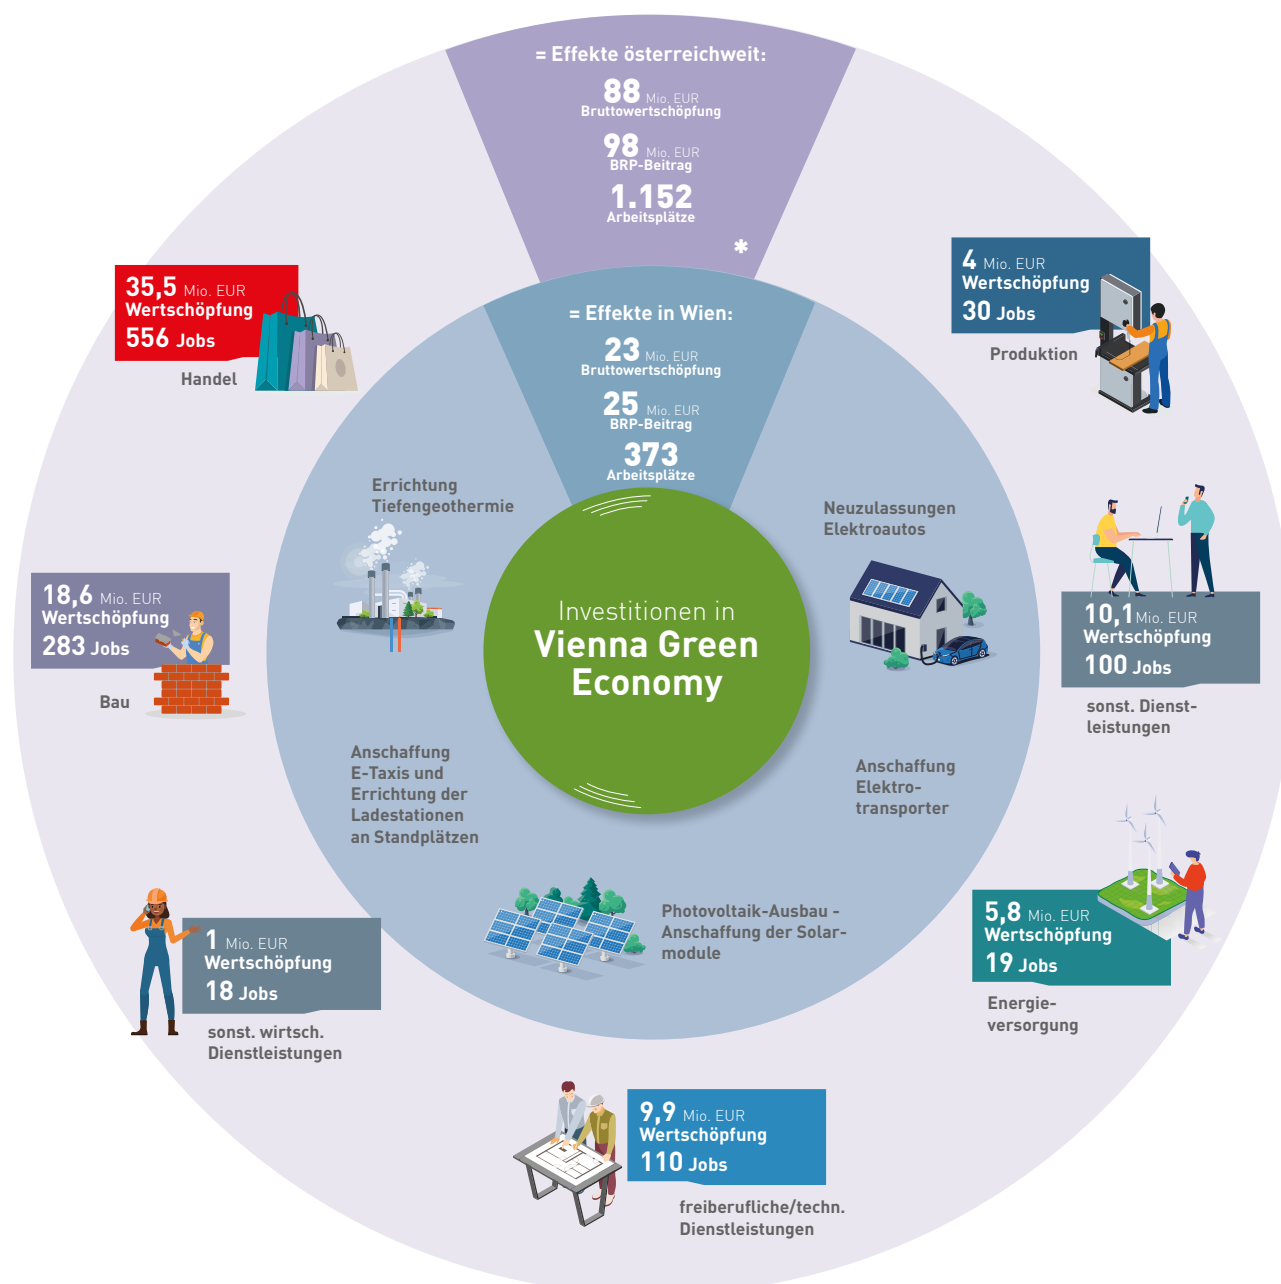 = Effekte österreichweit:
88 Mio. EUR
Bruttowertschöpfung
98 Mio. EUR
BRP-Beitrag
1.152
Arbeitsplätze
*
= Effekte in Wien:
23 Mio. EUR
Bruttowertschöpfung
25 Mio. EUR
BRP-Beitrag
373
Arbeitsplätze
Investitionen in
Vienna Green
Economy
35,5 Mio. EUR
Wertschöpfung
556 Jobs
Handel
4 Mio. EUR
Wertschöpfung
30 Jobs
Produktion
Errichtung
Tiefengeothermie
Neuzulassungen
Elektroautos
18,6 Mio. EUR
Wertschöpfung
283 Jobs
Bau
10,1 Mio. EUR
Wertschöpfung
100 Jobs
sonst. Dienst-
leistungen
Anschaffung
E-Taxis und
Errichtung der
Ladestationen
an Standplätzen
Anschaffung
Elektro-
transporter
Photovoltaik-Ausbau -
Anschaffung der Solar-
module
1 Mio. EUR
Wertschöpfung
18 Jobs
sonst. wirtsch.
Dienstleistungen
5,8 Mio. EUR
Wertschöpfung
19 Jobs
Energie-
versorgung
9,9 Mio. EUR
Wertschöpfung
110 Jobs
freiberufliche/techn.
Dienstleistungen